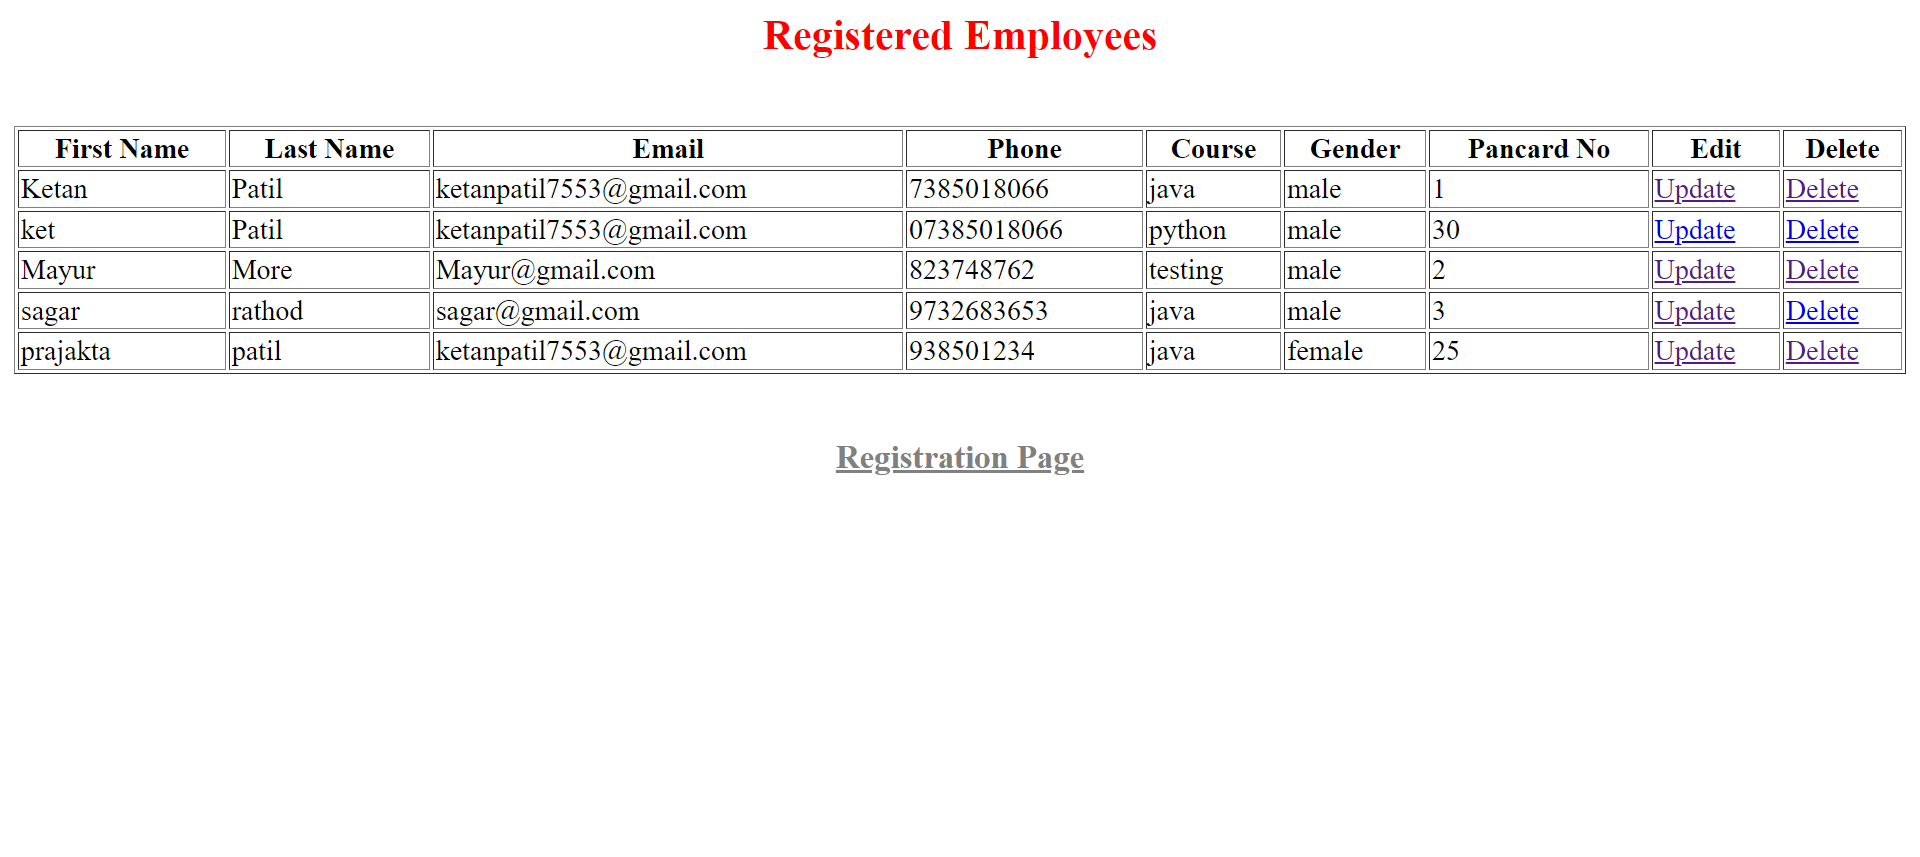 Registered Employees
First Name Last Name Email Phone Course Gender Pancard No Edit Delete
Ketan Patil ketanpatil7553@gmail.com 7385018066 java male 1 Update Delete
ket Patil ketanpatil7553@gmail.com 07385018066 python male 30 Update Delete
Mayur More Mayur@gmail.com 823748762 testing male 2 Update Delete
sagar rathod sagar@gmail.com 9732683653 java male 3 Update Delete
prajakta patil ketanpatil7553@gmail.com 938501234 java female 25 Update Delete
Registration Page